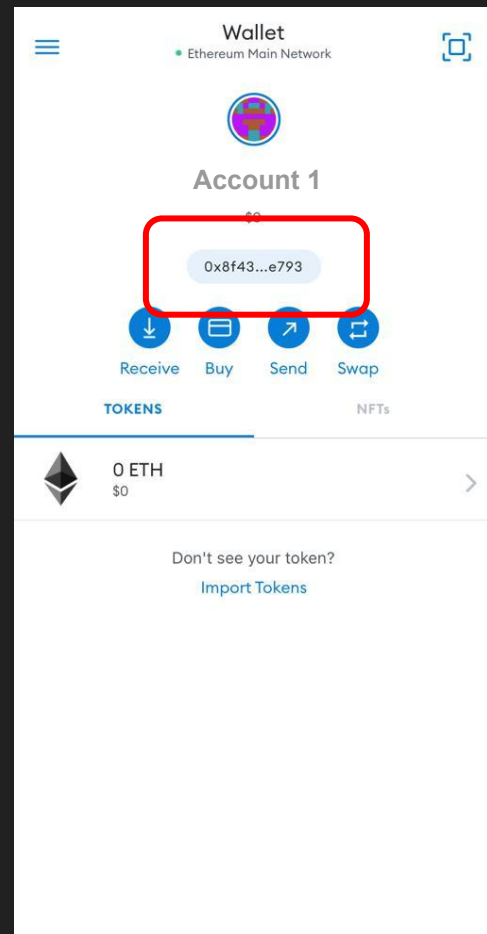 Wallet
Ethereum Main Network
Account 1
$0
0x8f43...e793
Receive Buy Send Swap
TOKENS NFTs
0 ETH
$0
Don't see your token?
Import Tokens